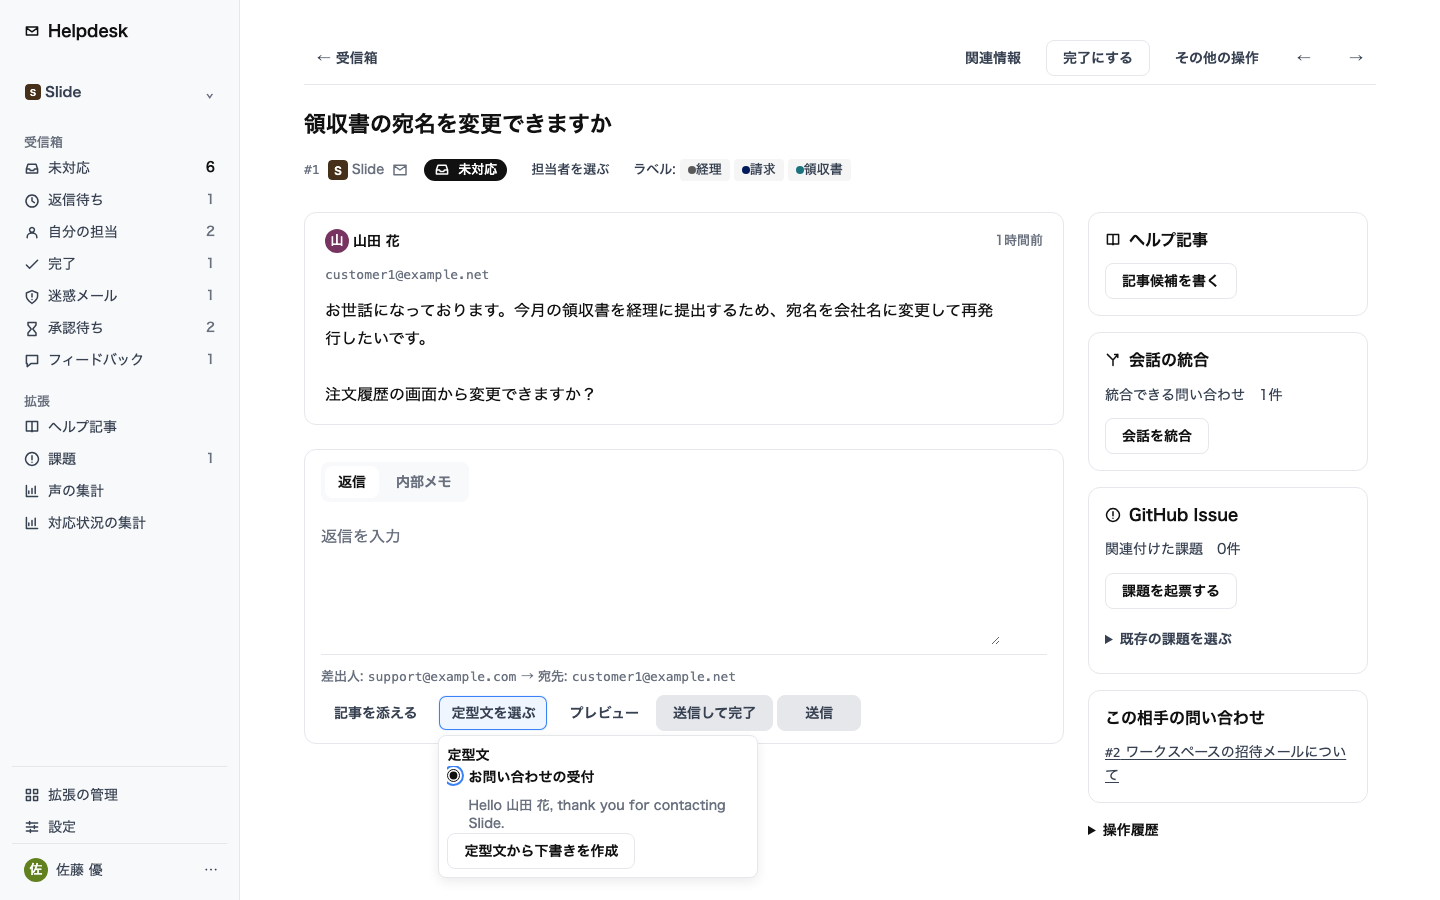 Helpdesk
S Slide
受信箱
未対応 6
返信待ち 1
自分の担当 2
完了 1
迷惑メール 1
承認待ち 2
フィードバック 1
拡張
ヘルプ記事
課題 1
声の集計
対応状況の集計
拡張の管理
設定
佐 佐藤 優 …
← 受信箱
関連情報 完了にする その他の操作 ← →
領収書の宛名を変更できますか
#1 S Slide 未対応 担当者を選ぶ ラベル: 経理 請求 領収書
山 山田 花 1時間前
customer1@example.net
お世話になっております。今月の領収書を経理に提出するため、宛名を会社名に変更して再発
行したいです。
注文履歴の画面から変更できますか？
返信 内部メモ
返信を入力
差出人: support@example.com → 宛先: customer1@example.net
記事を添える 定型文を選ぶ プレビュー 送信して完了 送信
定型文
お問い合わせの受付
Hello 山田 花, thank you for contacting
Slide.
定型文から下書きを作成
ヘルプ記事
記事候補を書く
会話の統合
統合できる問い合わせ 1件
会話を統合
GitHub Issue
関連付けた課題 0件
課題を起票する
既存の課題を選ぶ
この相手の問い合わせ
#2 ワークスペースの招待メールについ
て
操作履歴